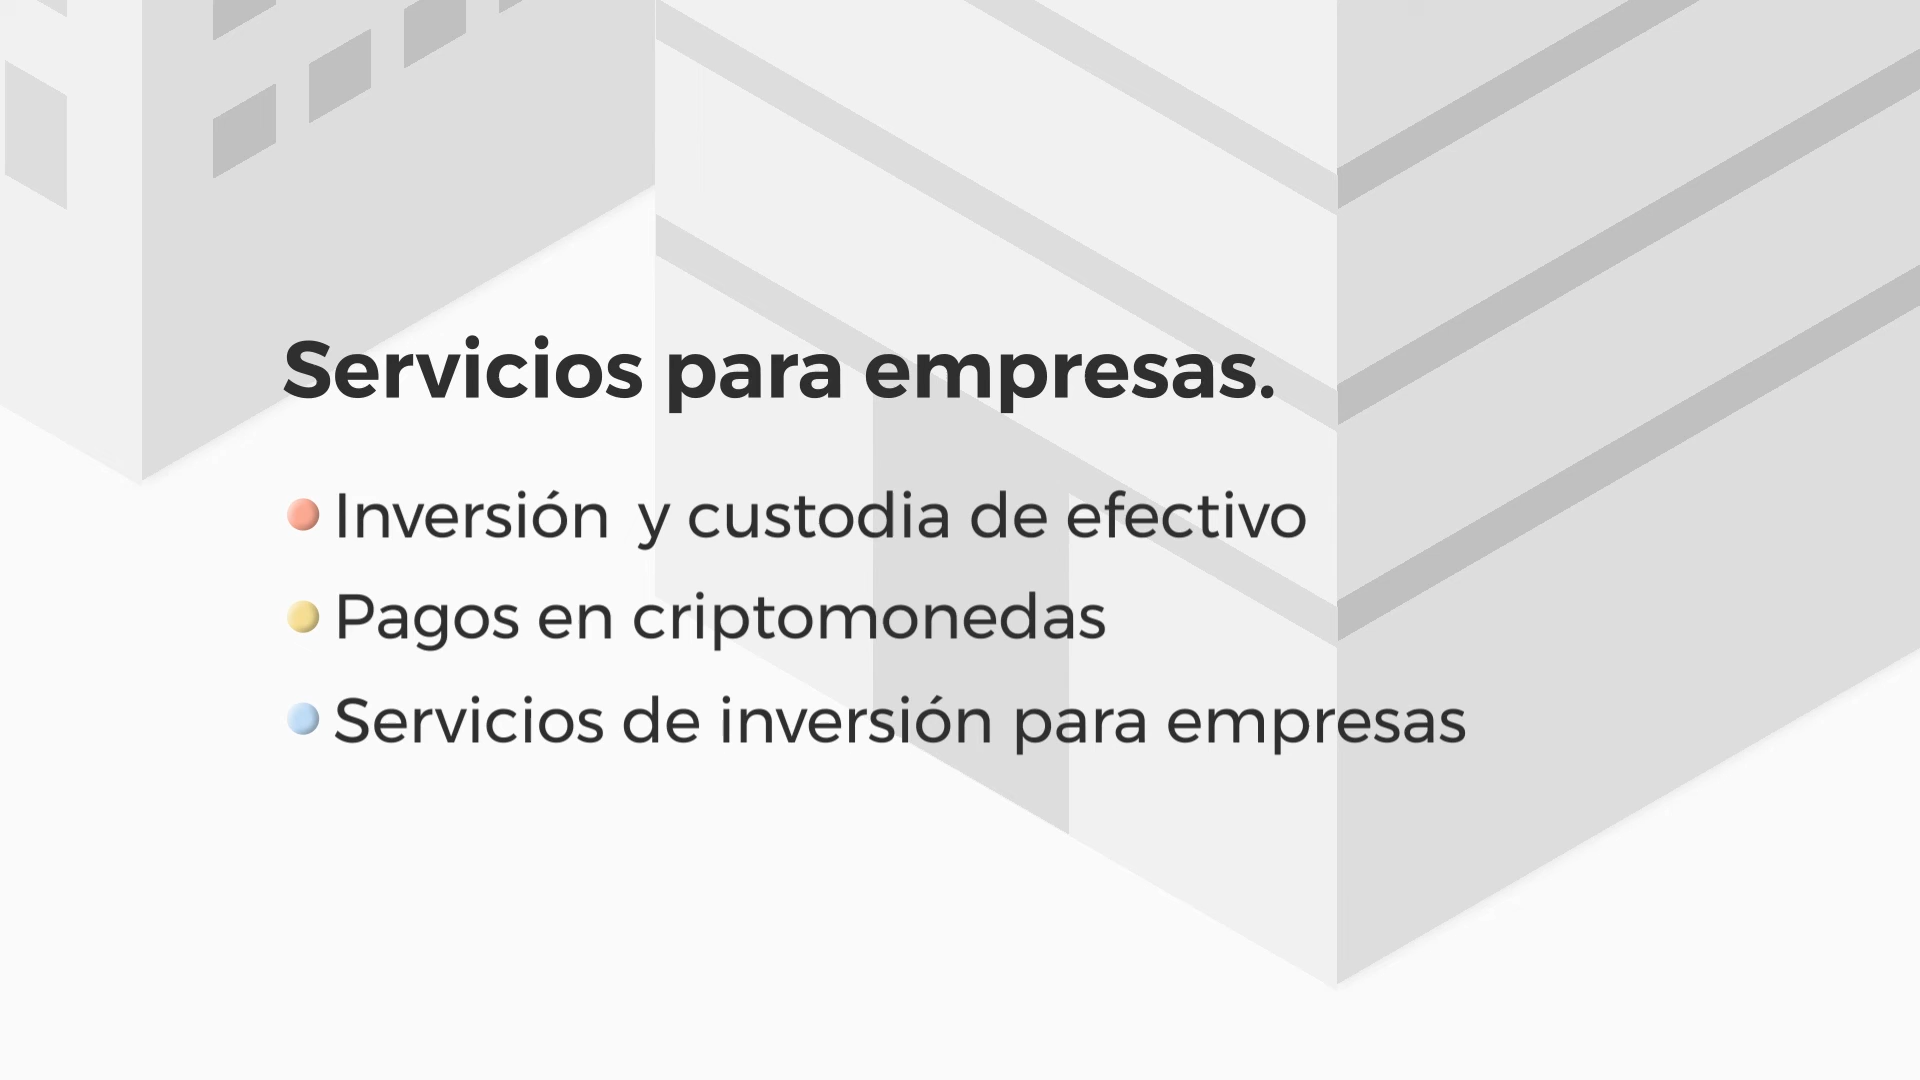 Servicios para empresas.
Inversión y custodia de efectivo
Pagos en criptomonedas
Servicios de inversión para empresas